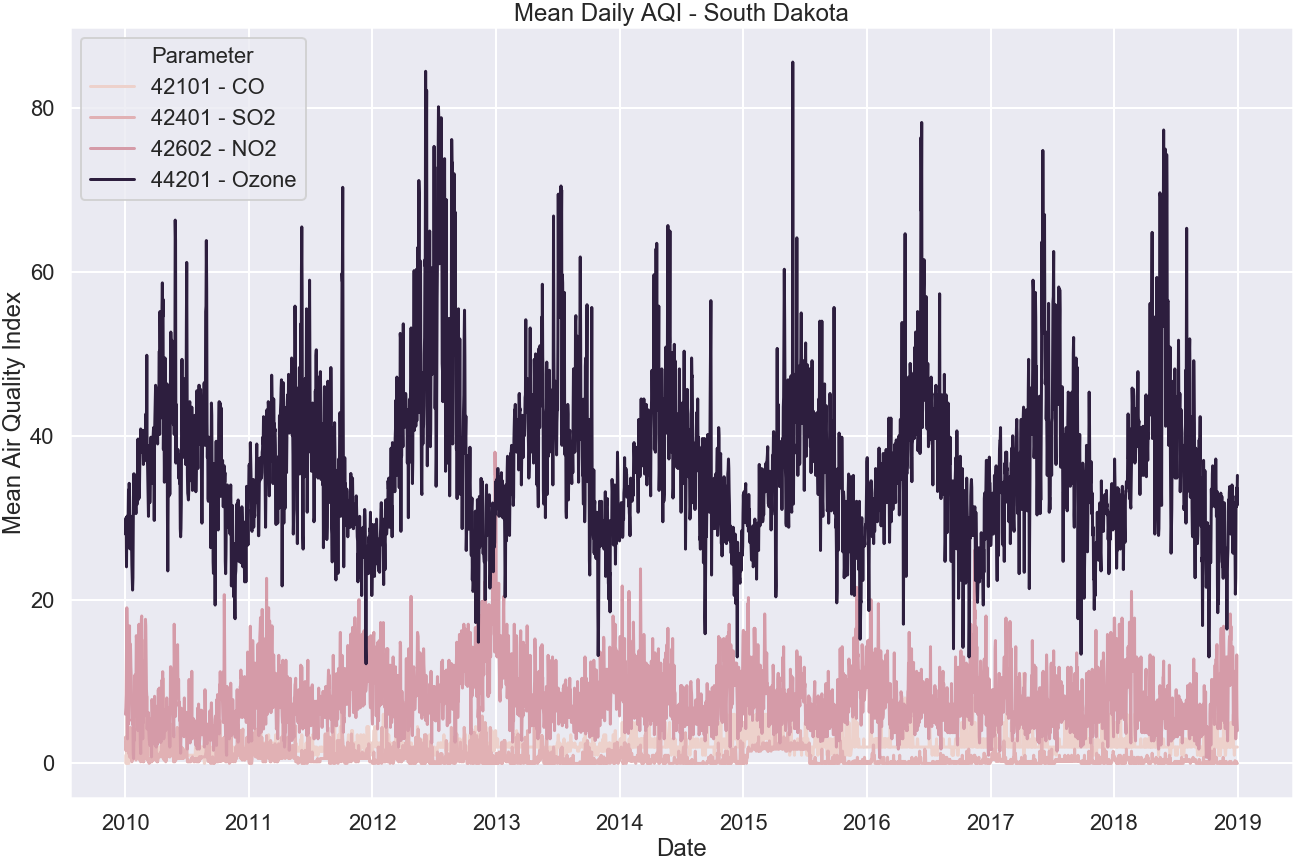 Mean Daily AQI - South Dakota
Parameter
42101 - CO
42401 - SO2
42602 - NO2
44201 - Ozone
Mean Air Quality Index
80
60
40
20
0
2010 2011 2012 2013 2014 2015 2016 2017 2018 2019
Date